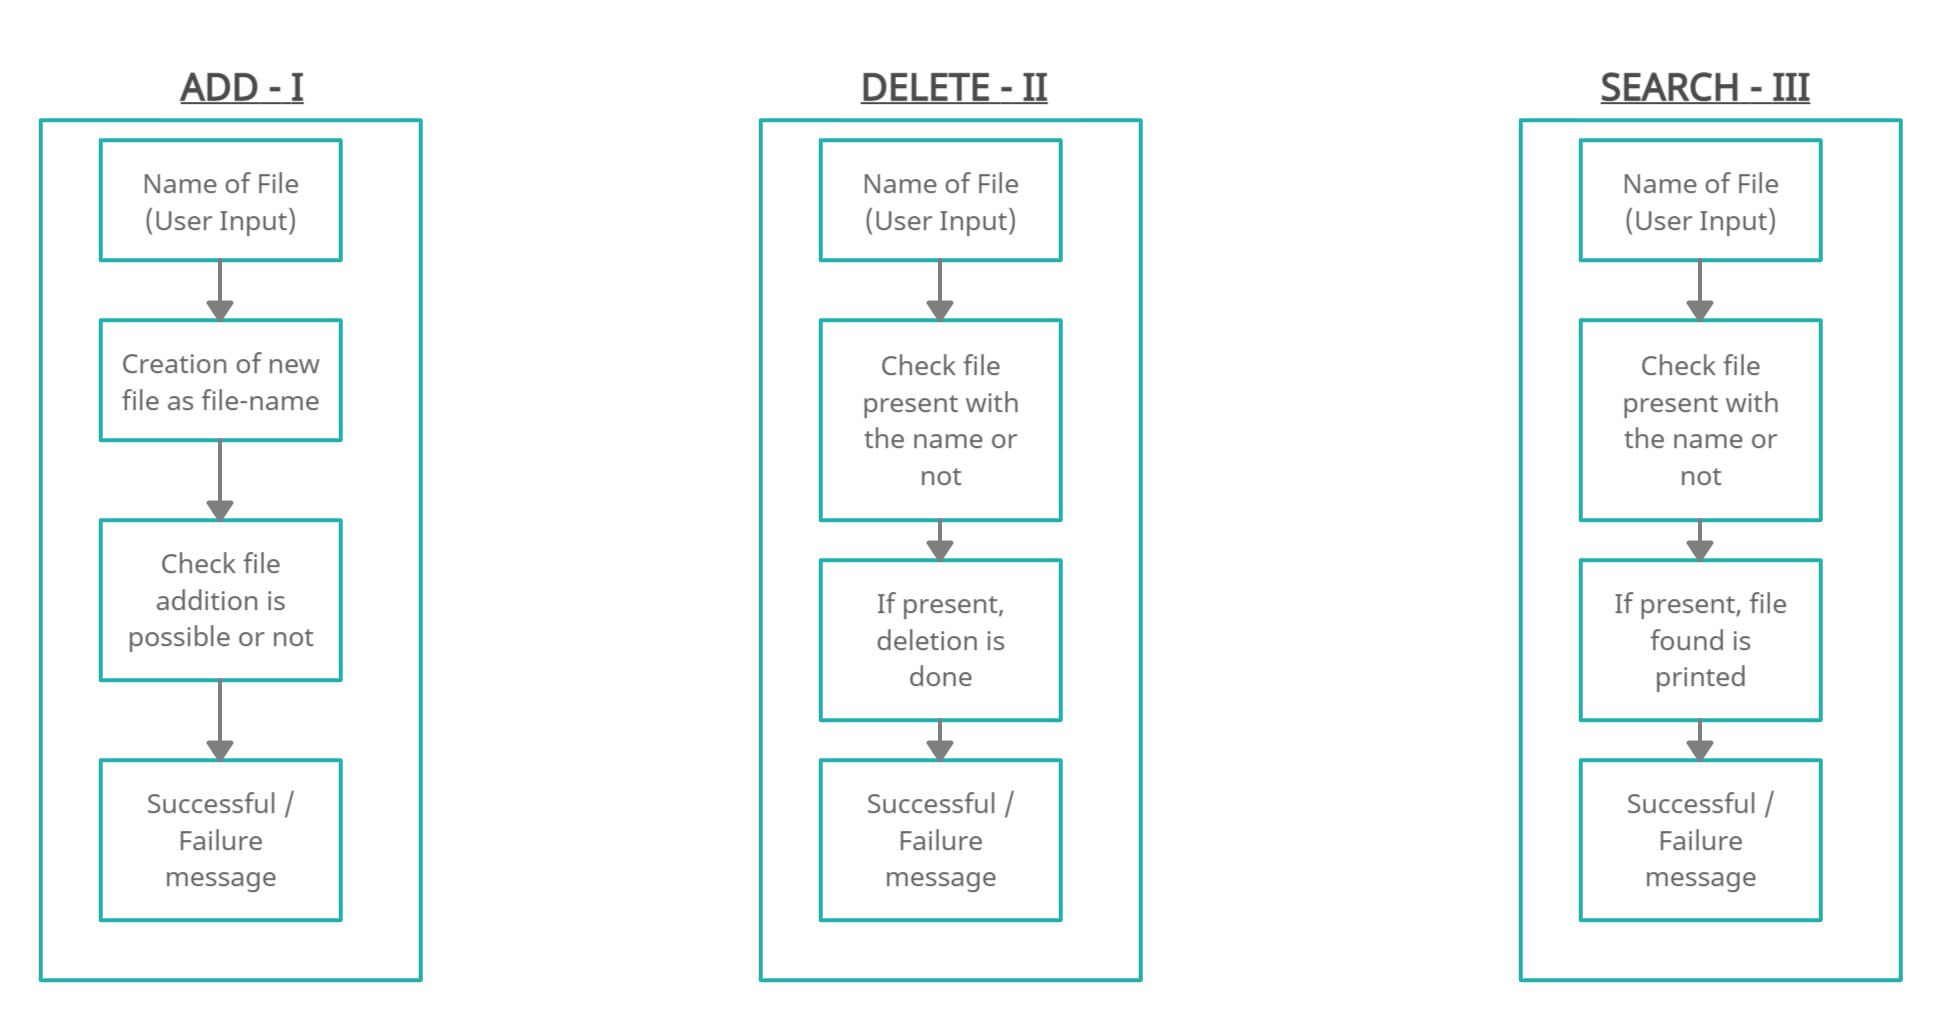 ADD - I
Name of File
(User Input)
Creation of new
file as file-name
Check file
addition is
possible or not
Successful /
Failure
message
DELETE - II
Name of File
(User Input)
Check file
present with
the name or
not
If present,
deletion is
done
Successful /
Failure
message
SEARCH - III
Name of File
(User Input)
Check file
present with
the name or
not
If present, file
found is
printed
Successful /
Failure
message